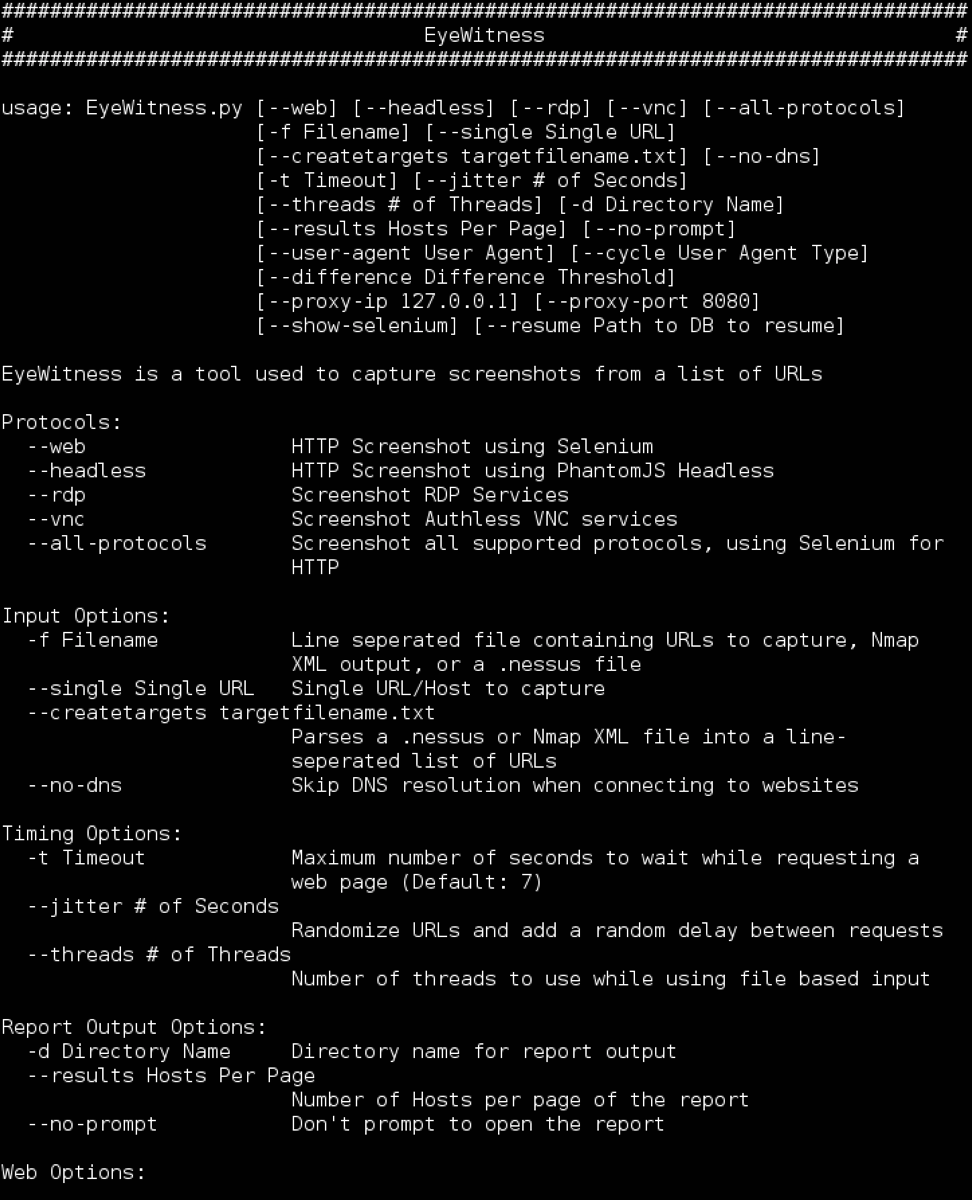 ################################################################################
#                                  EyeWitness                                  #
################################################################################
usage: EyeWitness.py [--web] [--headless] [--rdp] [--vnc] [--all-protocols]
                     [-f Filename] [--single Single URL]
                     [--createtargets targetfilename.txt] [--no-dns]
                     [-t Timeout] [--jitter # of Seconds]
                     [--threads # of Threads] [-d Directory Name]
                     [--results Hosts Per Page] [--no-prompt]
                     [--user-agent User Agent] [--cycle User Agent Type]
                     [--difference Difference Threshold]
                     [--proxy-ip 127.0.0.1] [--proxy-port 8080]
                     [--show-selenium] [--resume Path to DB to resume]
EyeWitness is a tool used to capture screenshots from a list of URLs
Protocols:
  --web                 HTTP Screenshot using Selenium
  --headless            HTTP Screenshot using PhantomJS Headless
  --rdp                 Screenshot RDP Services
  --vnc                 Screenshot Authless VNC services
  --all-protocols       Screenshot all supported protocols, using Selenium for
                        HTTP
Input Options:
  -f Filename           Line seperated file containing URLs to capture, Nmap
                        XML output, or a .nessus file
  --single Single URL   Single URL/Host to capture
  --createtargets targetfilename.txt
                        Parses a .nessus or Nmap XML file into a line-
                        seperated list of URLs
  --no-dns              Skip DNS resolution when connecting to websites
Timing Options:
  -t Timeout            Maximum number of seconds to wait while requesting a
                        web page (Default: 7)
  --jitter # of Seconds
                        Randomize URLs and add a random delay between requests
  --threads # of Threads
                        Number of threads to use while using file based input
Report Output Options:
  -d Directory Name     Directory name for report output
  --results Hosts Per Page
                        Number of Hosts per page of the report
  --no-prompt           Don't prompt to open the report
Web Options: